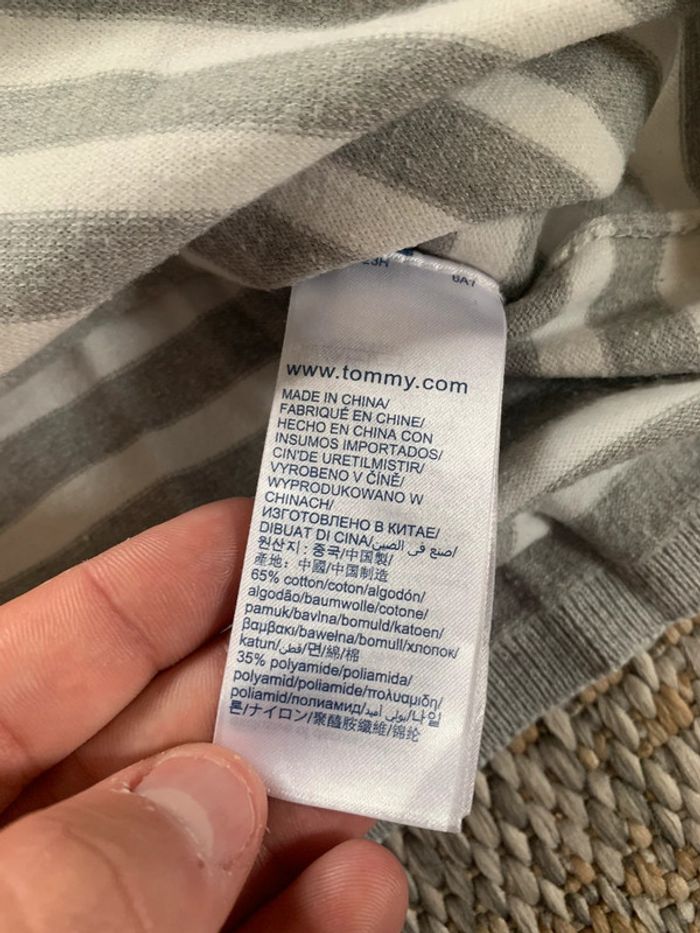 www.tommy.com
MADE IN CHINA/
FABRIQUÉ EN CHINE/
HECHO EN CHINA CON
INSUMOS IMPORTADOS/
CIN'DE URETILMISTIR/
VYROBENO V ČÍNĚ/
WYPRODUKOWANO W
CHINACH/
ИЗГОТОВЛЕНО В КИТАЕ/
DIBUAT DI CINA/صنع في الصين/
원산지 : 중국/中国製/
產地: 中國/中国制造
65% cotton/coton/algodón/
algodão/baumwolle/cotone/
pamuk/bavlna/bomuld/katoen/
βαμβακι/bawełna/bomull/хлопок/
katun/قطن/면/綿/棉
35% polyamide/poliamida/
polyamid/poliamide/πολυαμιδη/
poliamid/полиамид/بولي أميد/나일
론/ナイロン/聚醯胺纖維/锦纶